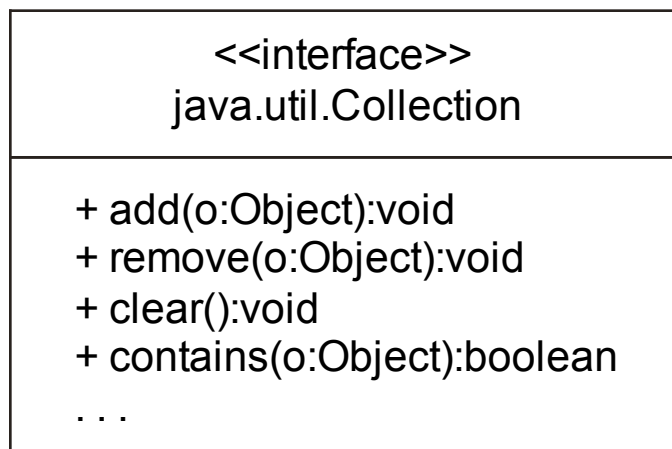 <<interface>>
java.util.Collection
+ add(o:Object):void
+ remove(o:Object):void
+ clear():void
+ contains(o:Object):boolean
. . .